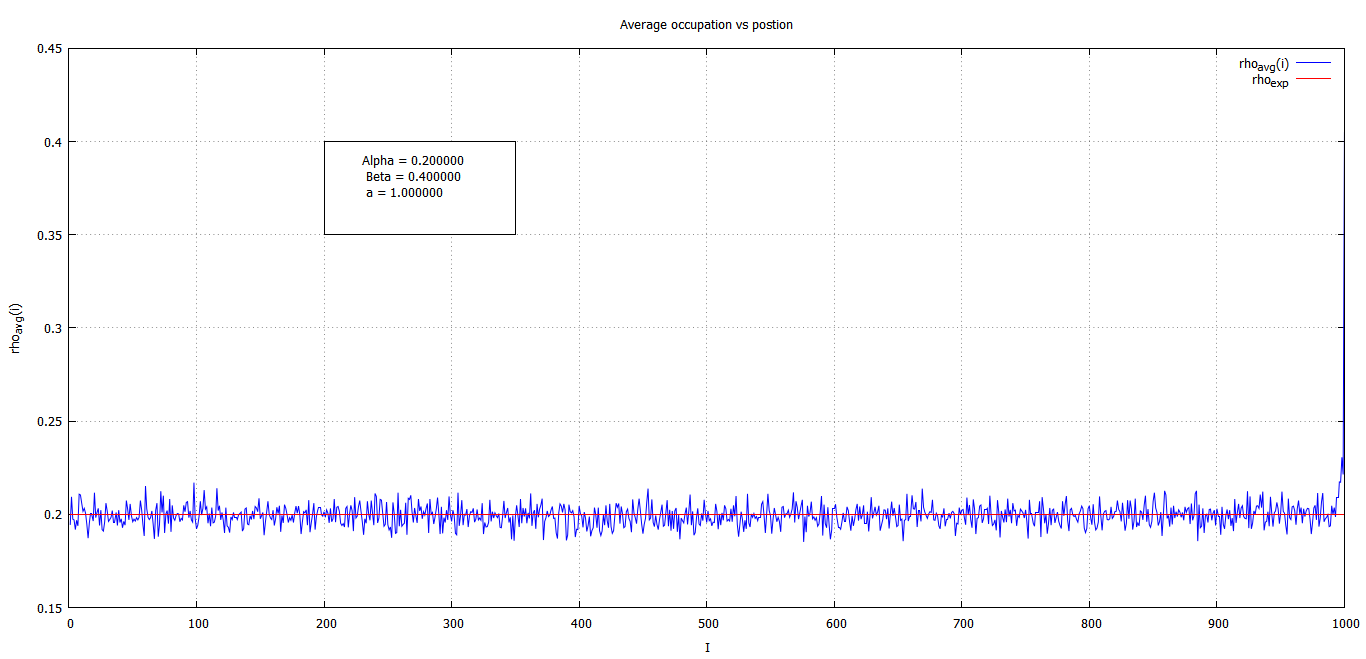 Average occupation vs postion
rho_avg(i)
rho_exp
Alpha = 0.200000
Beta = 0.400000
a = 1.000000
0.45
0.4
0.35
0.3
0.25
0.2
0.15
rho_avg(i)
0 100 200 300 400 500 600 700 800 900 1000
I